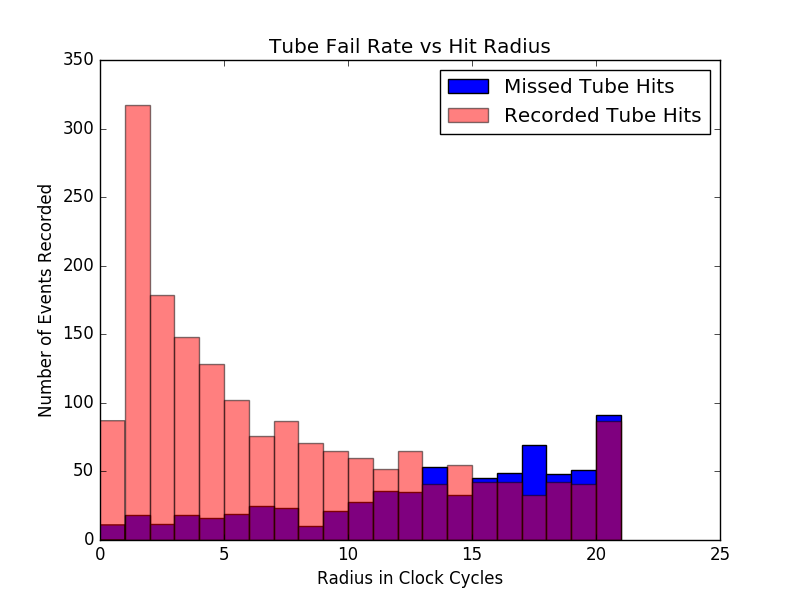 Tube Fail Rate vs Hit Radius
Missed Tube Hits
Recorded Tube Hits
350
300
250
200
150
100
50
0
Number of Events Recorded
0 5 10 15 20 25
Radius in Clock Cycles